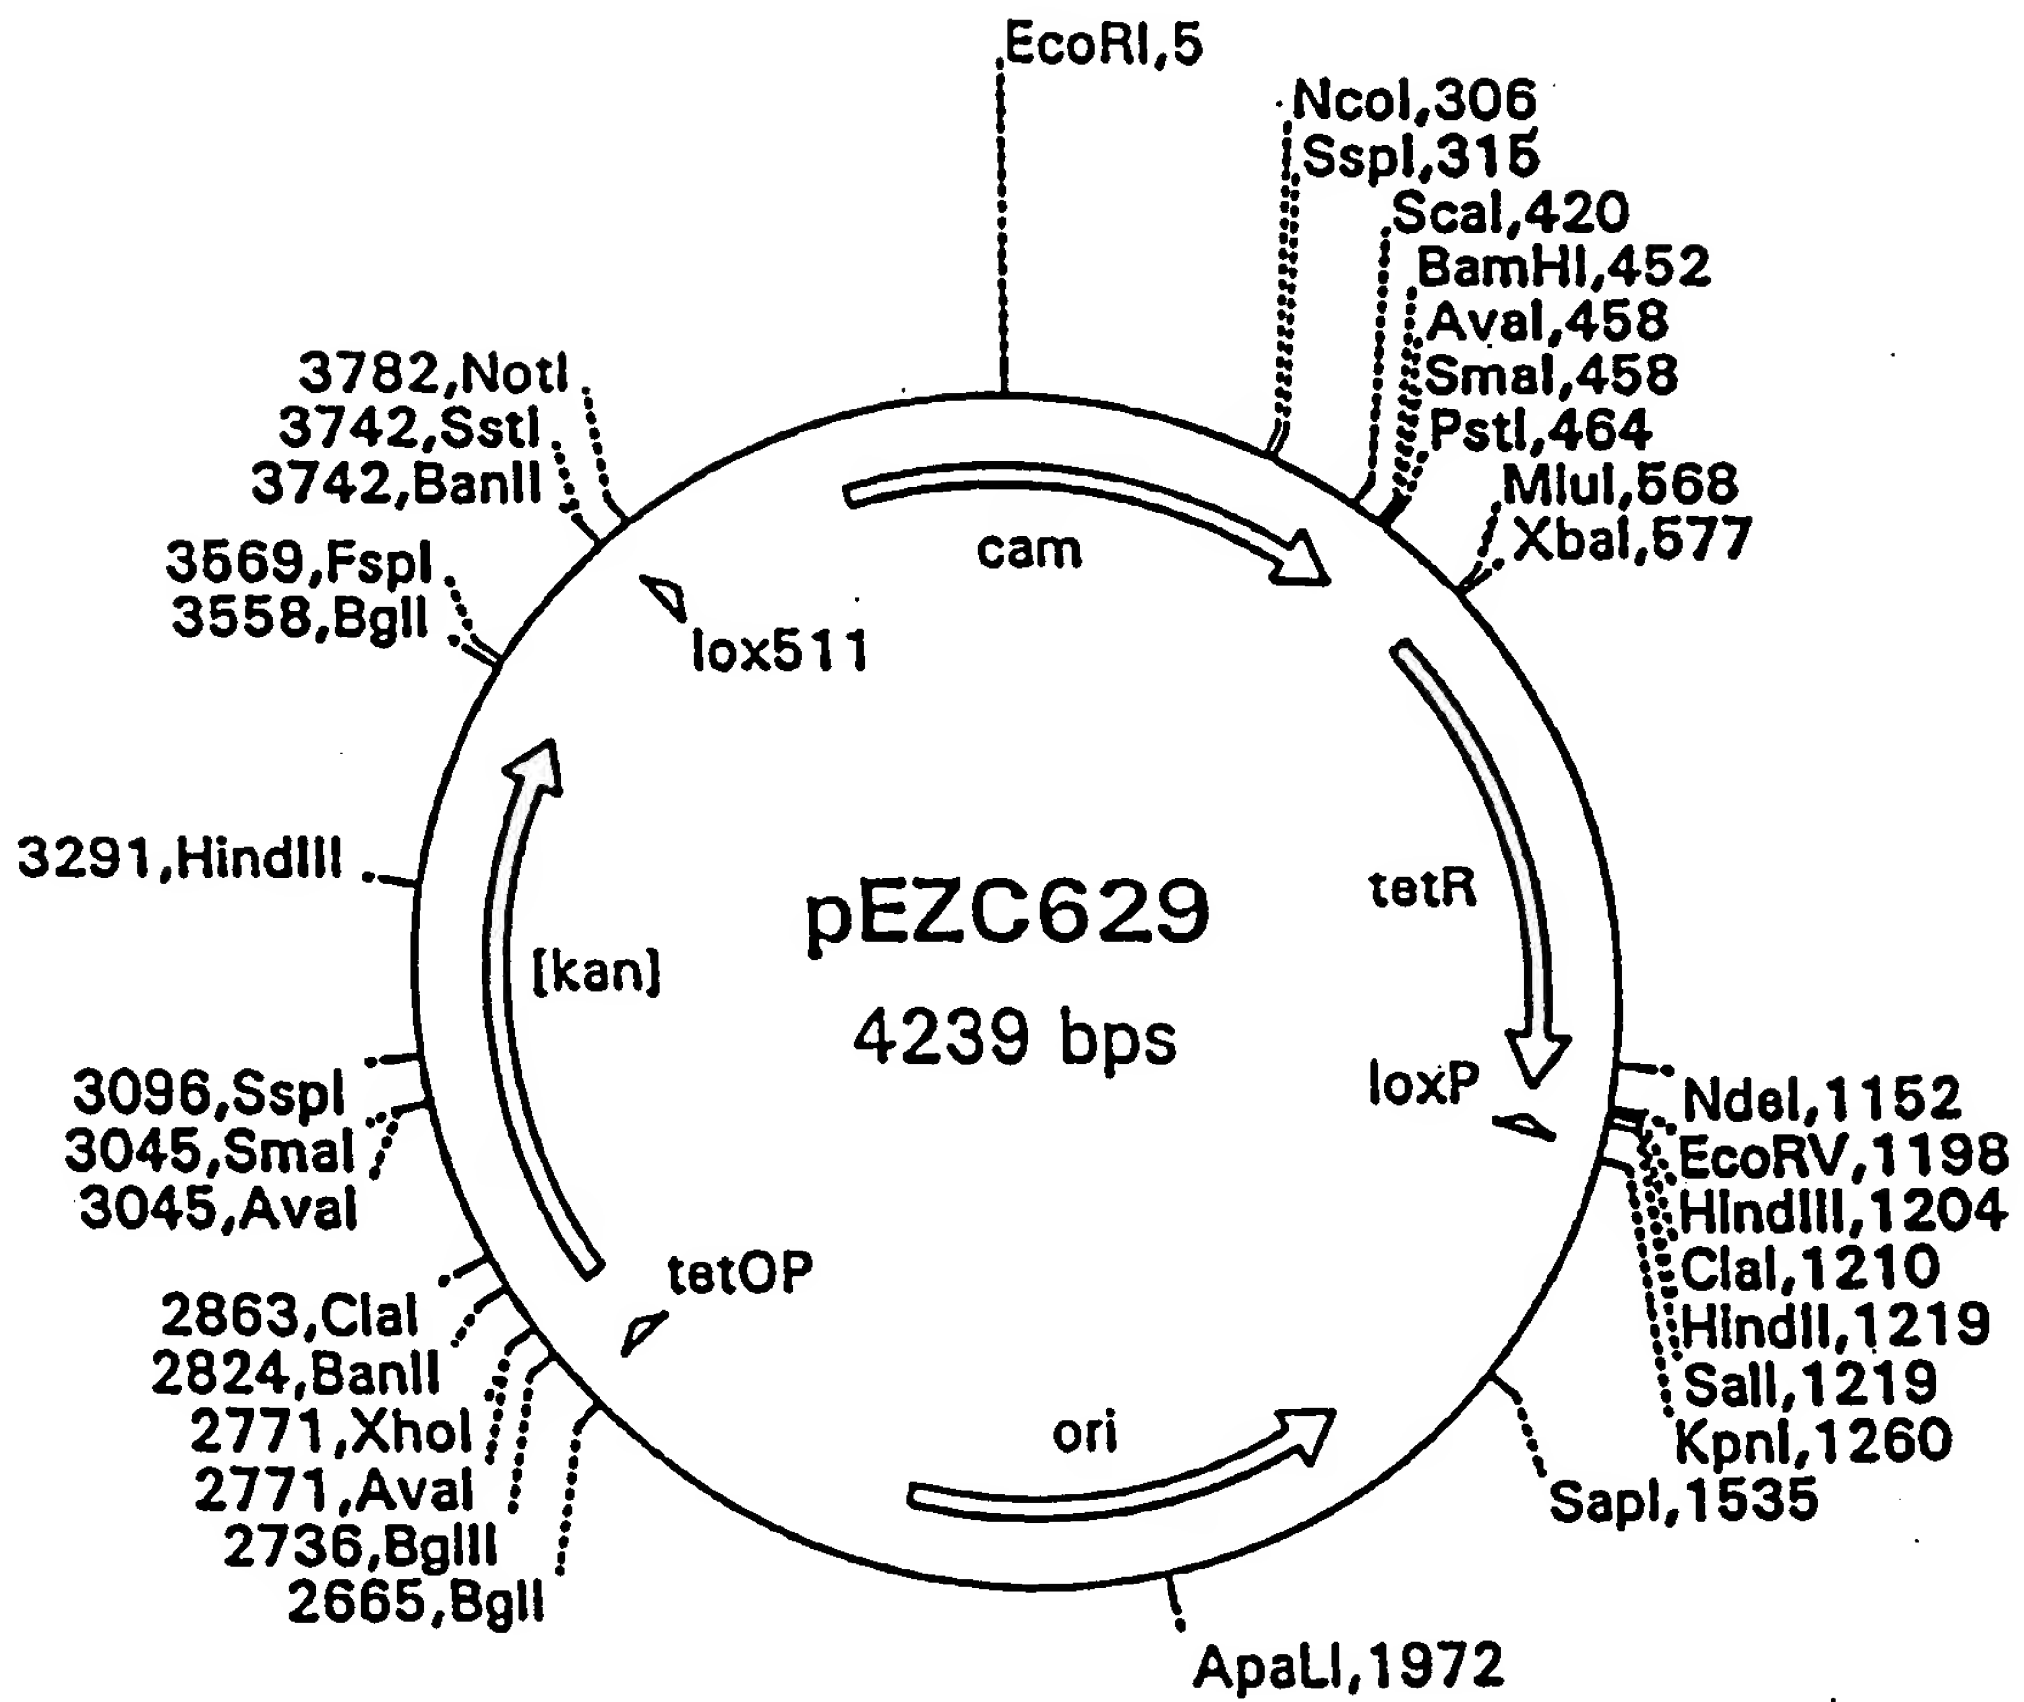 EcoRI,5
NcoI,306
SspI,315
ScaI,420
BamHI,452
AvaI,458
SmaI,458
PstI,464
MluI,568
XbaI,577
3782,NotI
3742,SstI
3742,BanII
3569,FspI
3558,BglI
3291,HindIII
3096,SspI
3045,SmaI
3045,AvaI
2863,ClaI
2824,BanII
2771,XhoI
2771,AvaI
2736,BglII
2665,BglI
cam
lox511
tetR
[kan]
pEZC629
4239 bps
loxP
tetOP
ori
NdeI,1152
EcoRV,1198
HindIII,1204
ClaI,1210
HindII,1219
SalI,1219
KpnI,1260
SapI,1535
ApaLI,1972